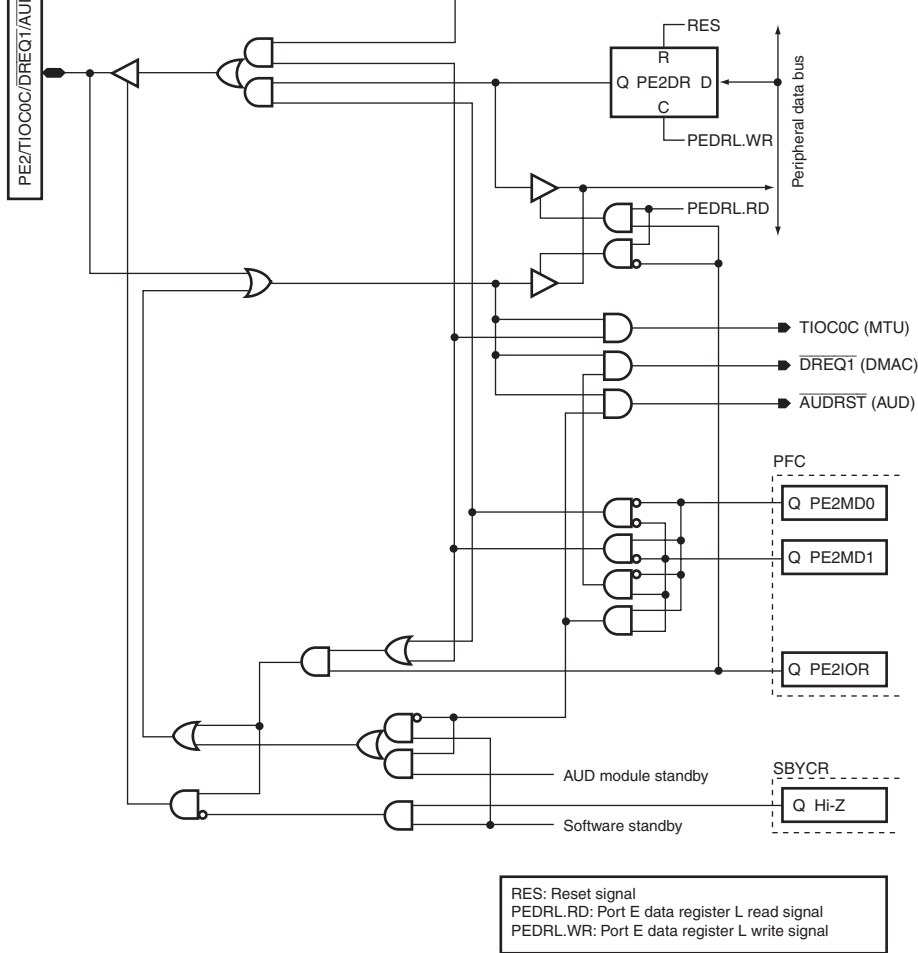 PE2/TIOC0C/DREQ1/AU
RES
R
Q PE2DR D
C
PEDRL.WR
Peripheral data bus
PEDRL.RD
TIOC0C (MTU)
DREQ1 (DMAC)
AUDRST (AUD)
PFC
Q PE2MD0
Q PE2MD1
Q PE2IOR
AUD module standby
SBYCR
Q Hi-Z
Software standby
RES: Reset signal
PEDRL.RD: Port E data register L read signal
PEDRL.WR: Port E data register L write signal